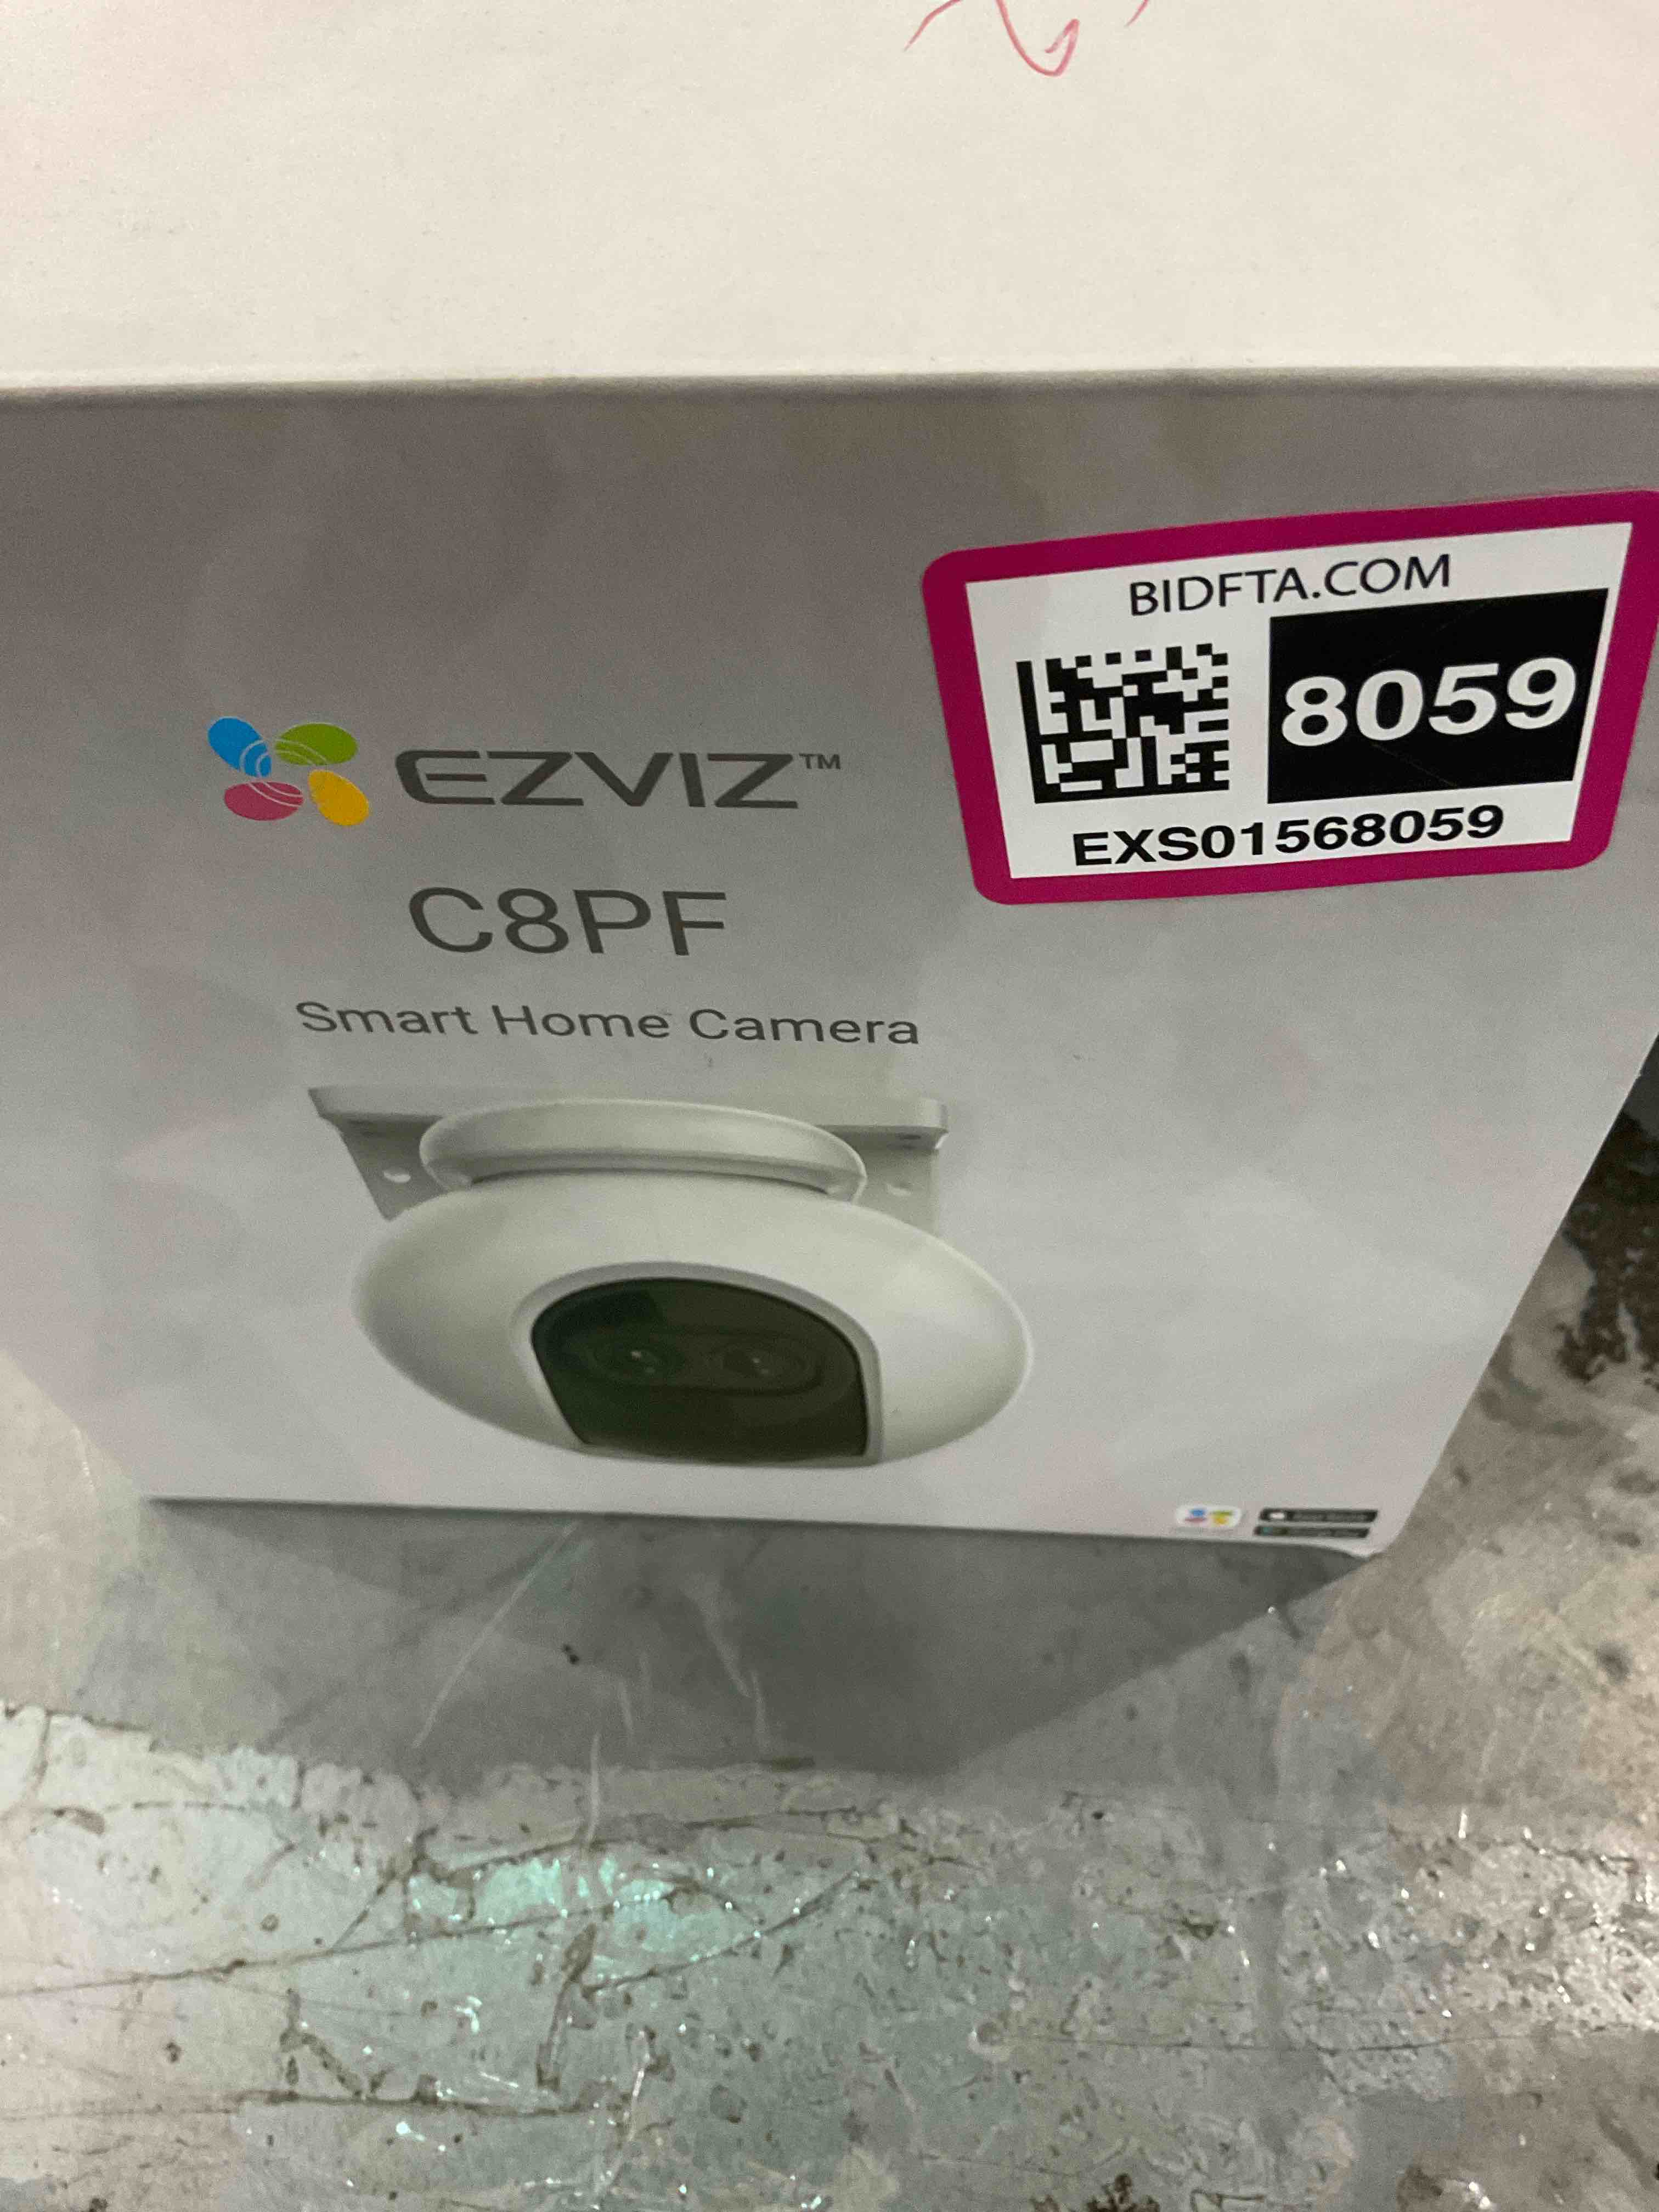 BIDFTA.COM
8059
EXS01568059
EZVIZ™
C8PF
Smart Home Camera